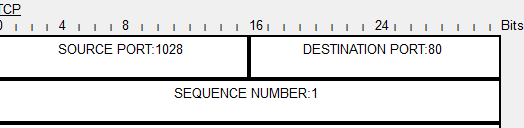 TCP
0 4 8 16 24 Bits
SOURCE PORT:1028 DESTINATION PORT:80
SEQUENCE NUMBER:1